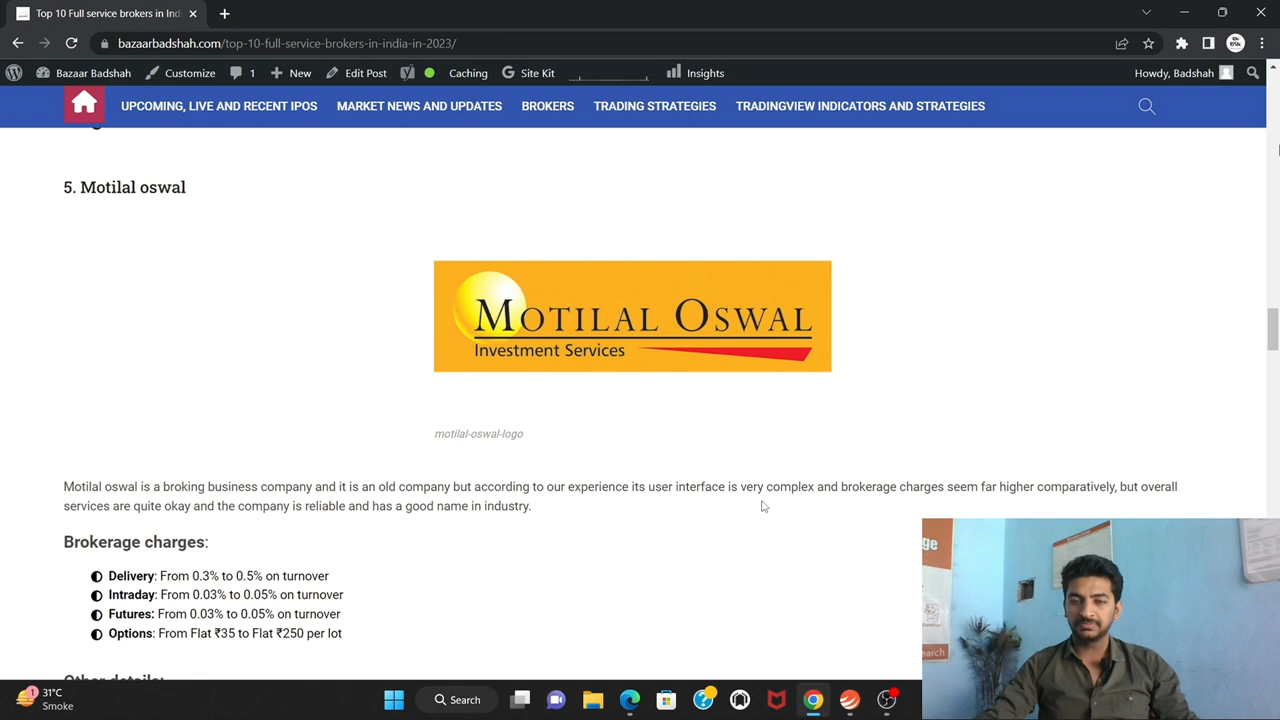 Top 10 Full service brokers in Indi
bazaarbadshah.com/top-10-full-service-brokers-in-india-in-2023/
Bazaar Badshah
Customize
1
New
Edit Post
Caching
Site Kit
Insights
Howdy, Badshah
UPCOMING, LIVE AND RECENT IPOS
MARKET NEWS AND UPDATES
BROKERS
TRADING STRATEGIES
TRADINGVIEW INDICATORS AND STRATEGIES
5. Motilal oswal
MOTILAL OSWAL
Investment Services
motilal-oswal-logo
Motilal oswal is a broking business company and it is an old company but according to our experience its user interface is very complex and brokerage charges seem far higher comparatively, but overall
services are quite okay and the company is reliable and has a good name in industry.
Brokerage charges:
Delivery: From 0.3% to 0.5% on turnover
Intraday: From 0.03% to 0.05% on turnover
Futures: From 0.03% to 0.05% on turnover
Options: From Flat ₹35 to Flat ₹250 per lot
Other details:
1
31°C
Smoke
Search